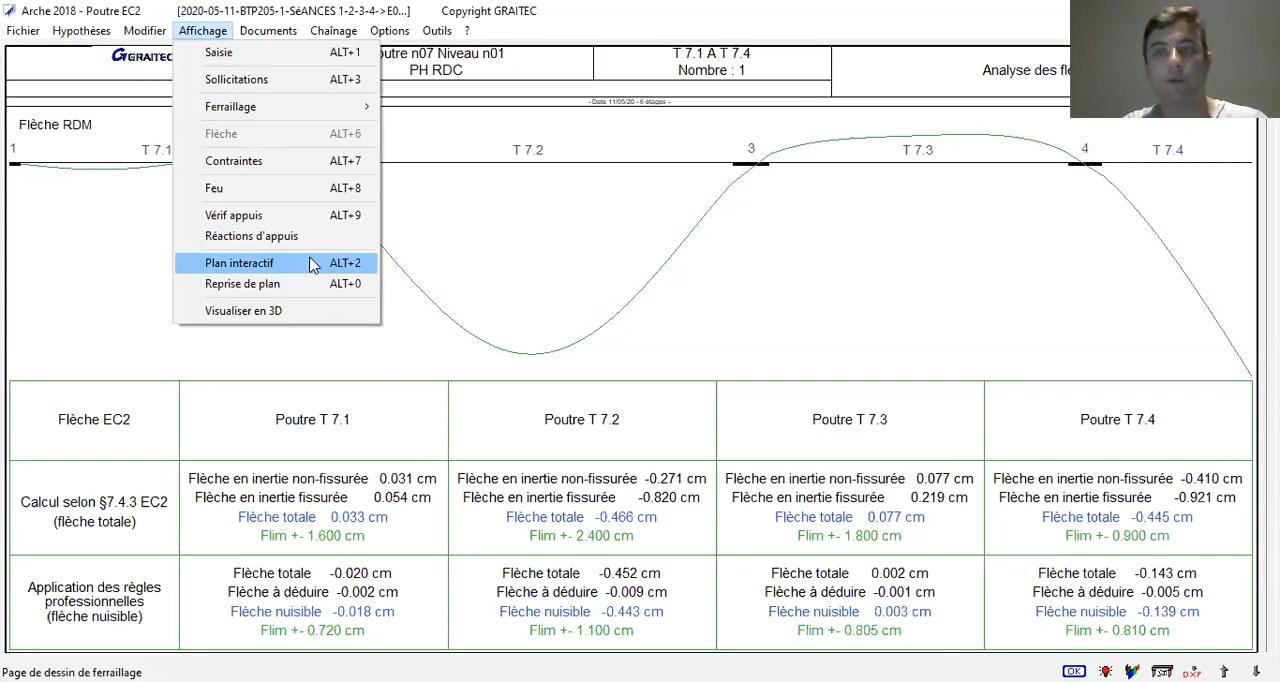 Arche 2018 - Poutre EC2 [2020-05-11-BTP205-1-SéANCES 1-2-3-4->E0...] Copyright GRAITEC
Fichier Hypothèses Modifier Affichage Documents Chaînage Options Outils ?
GRAITEC
n07 Niveau n01
PH RDC
T 7.1 A T 7.4
Nombre : 1
Analyse des
- Date 11/05/20 - 6 étages -
Saisie ALT+1
Sollicitations ALT+3
Ferraillage >
Flèche ALT+6
Contraintes ALT+7
Feu ALT+8
Vérif appuis ALT+9
Réactions d'appuis
Plan interactif ALT+2
Reprise de plan ALT+0
Visualiser en 3D
Flèche RDM
1 T 7.1 T 7.2 3 T 7.3 4 T 7.4
Flèche EC2 Poutre T 7.1 Poutre T 7.2 Poutre T 7.3 Poutre T 7.4
Calcul selon §7.4.3 EC2
(flèche totale)
Flèche en inertie non-fissurée 0.031 cm
Flèche en inertie fissurée 0.054 cm
Flèche totale 0.033 cm
Flim +- 1.600 cm
Flèche en inertie non-fissurée -0.271 cm
Flèche en inertie fissurée -0.820 cm
Flèche totale -0.466 cm
Flim +- 2.400 cm
Flèche en inertie non-fissurée 0.077 cm
Flèche en inertie fissurée 0.219 cm
Flèche totale 0.077 cm
Flim +- 1.800 cm
Flèche en inertie non-fissurée -0.410 cm
Flèche en inertie fissurée -0.921 cm
Flèche totale -0.445 cm
Flim +- 0.900 cm
Application des règles
professionnelles
(flèche nuisible)
Flèche totale -0.020 cm
Flèche à déduire -0.002 cm
Flèche nuisible -0.018 cm
Flim +- 0.720 cm
Flèche totale -0.452 cm
Flèche à déduire -0.009 cm
Flèche nuisible -0.443 cm
Flim +- 1.100 cm
Flèche totale 0.002 cm
Flèche à déduire -0.001 cm
Flèche nuisible 0.003 cm
Flim +- 0.805 cm
Flèche totale -0.143 cm
Flèche à déduire -0.005 cm
Flèche nuisible -0.139 cm
Flim +- 0.810 cm
Page de dessin de ferraillage
OK DXF